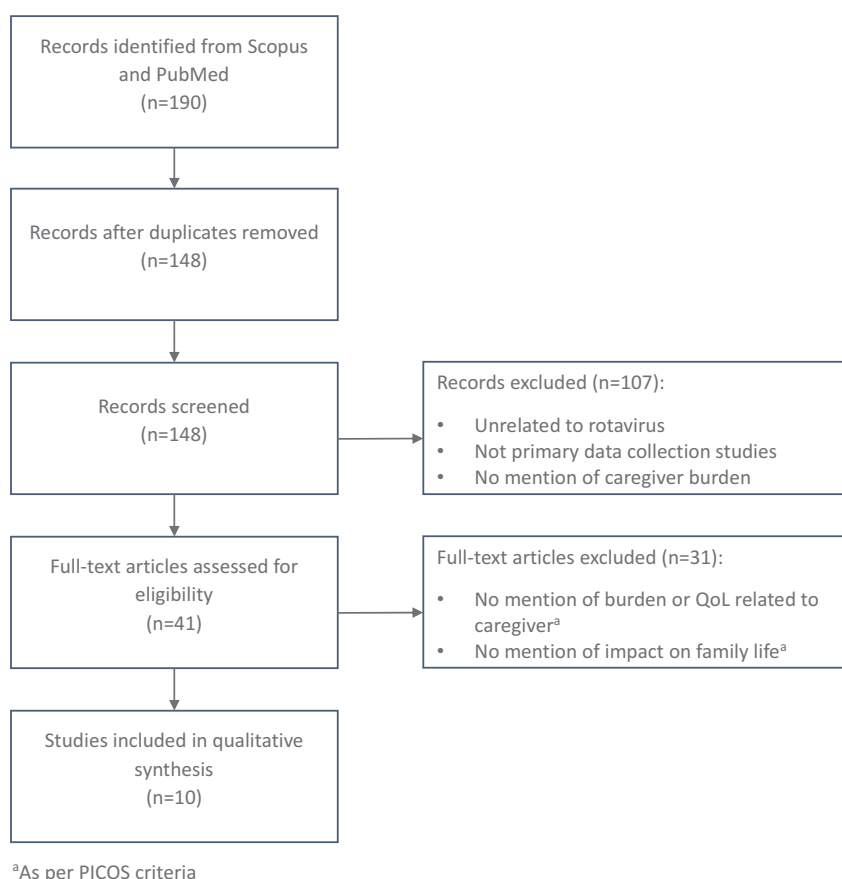 Records identified from Scopus
and PubMed
(n=190)
Records after duplicates removed
(n=148)
Records screened
(n=148)
Records excluded (n=107):
• Unrelated to rotavirus
• Not primary data collection studies
• No mention of caregiver burden
Full-text articles assessed for
eligibility
(n=41)
Full-text articles excluded (n=31):
• No mention of burden or QoL related to
caregiverᵃ
• No mention of impact on family lifeᵃ
Studies included in qualitative
synthesis
(n=10)
ᵃAs per PICOS criteria